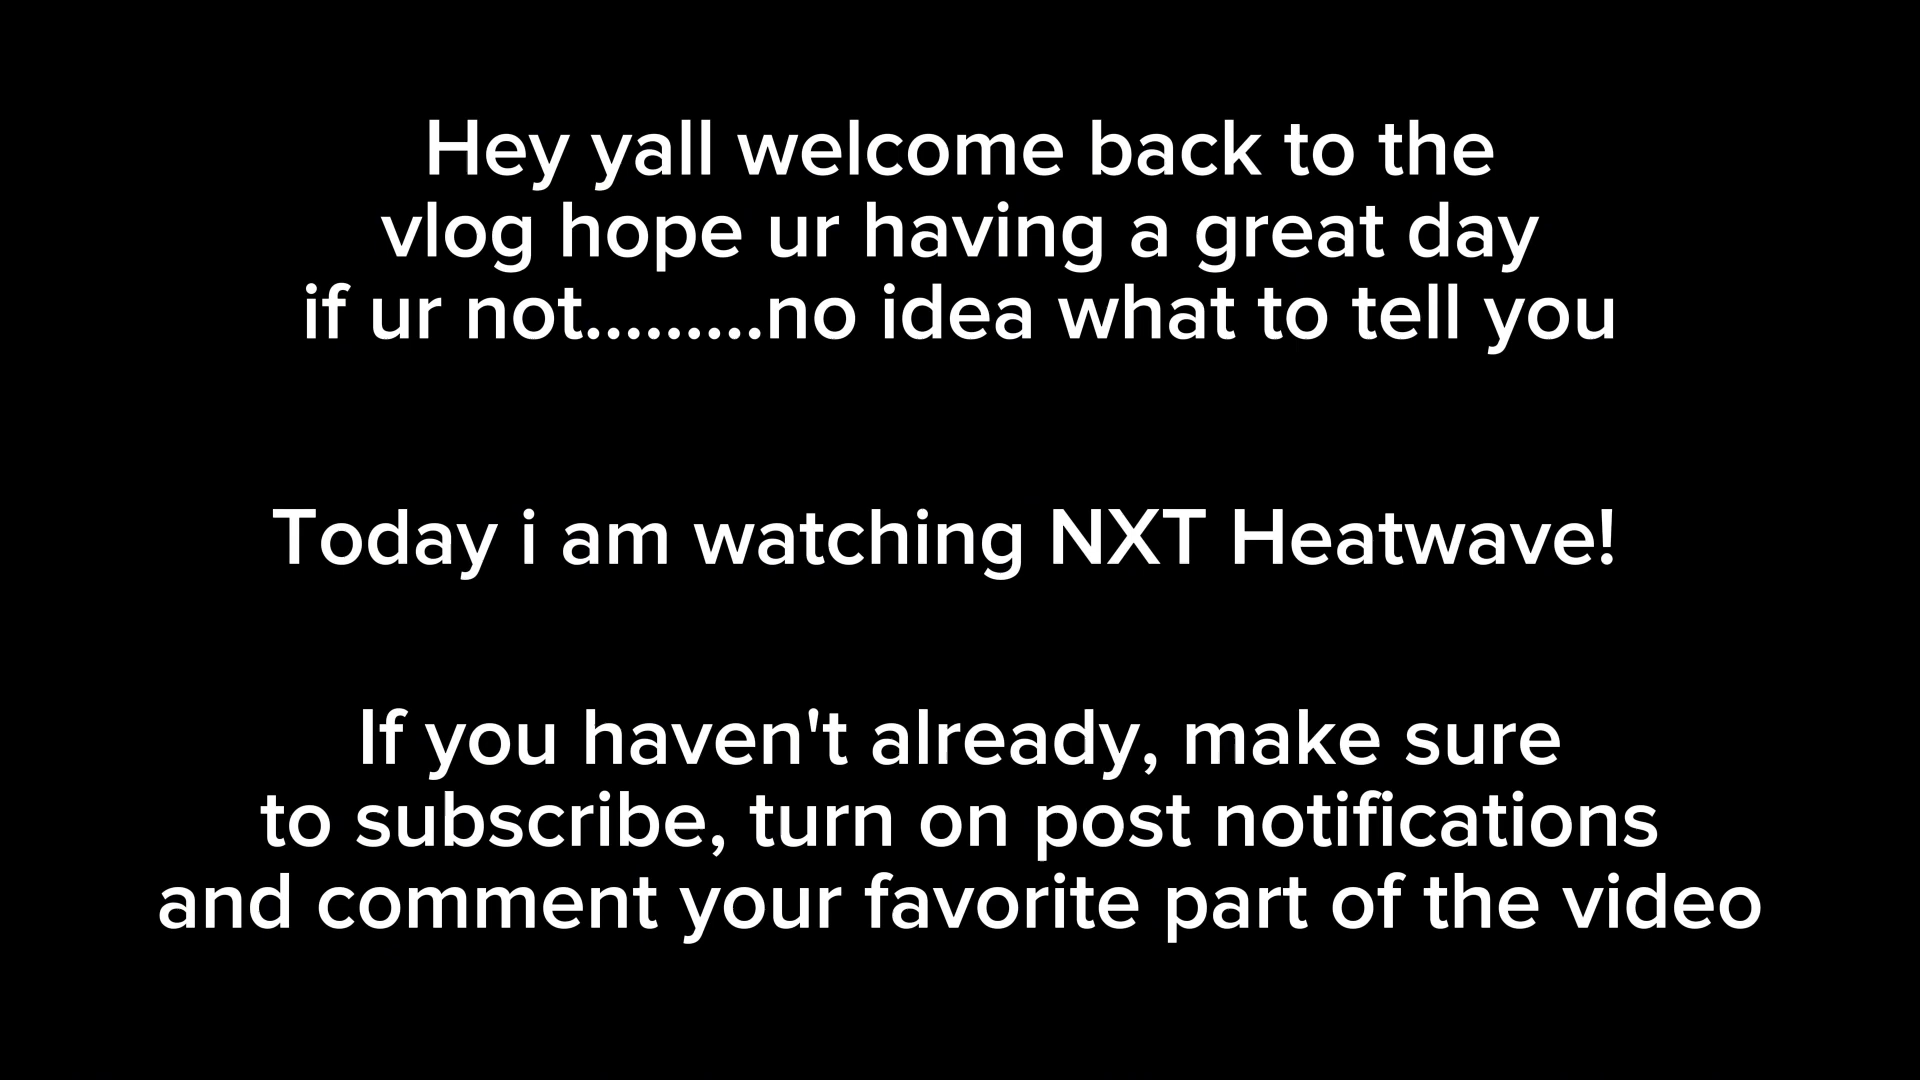 Hey yall welcome back to the
vlog hope ur having a great day
if ur not.........no idea what to tell you
Today i am watching NXT Heatwave!
If you haven't already, make sure
to subscribe, turn on post notifications
and comment your favorite part of the video